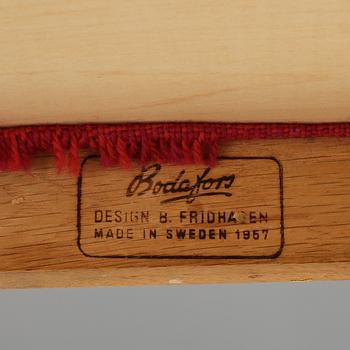 Bodafors
DESIGN B. FRIDHAGEN
MADE IN SWEDEN 1957